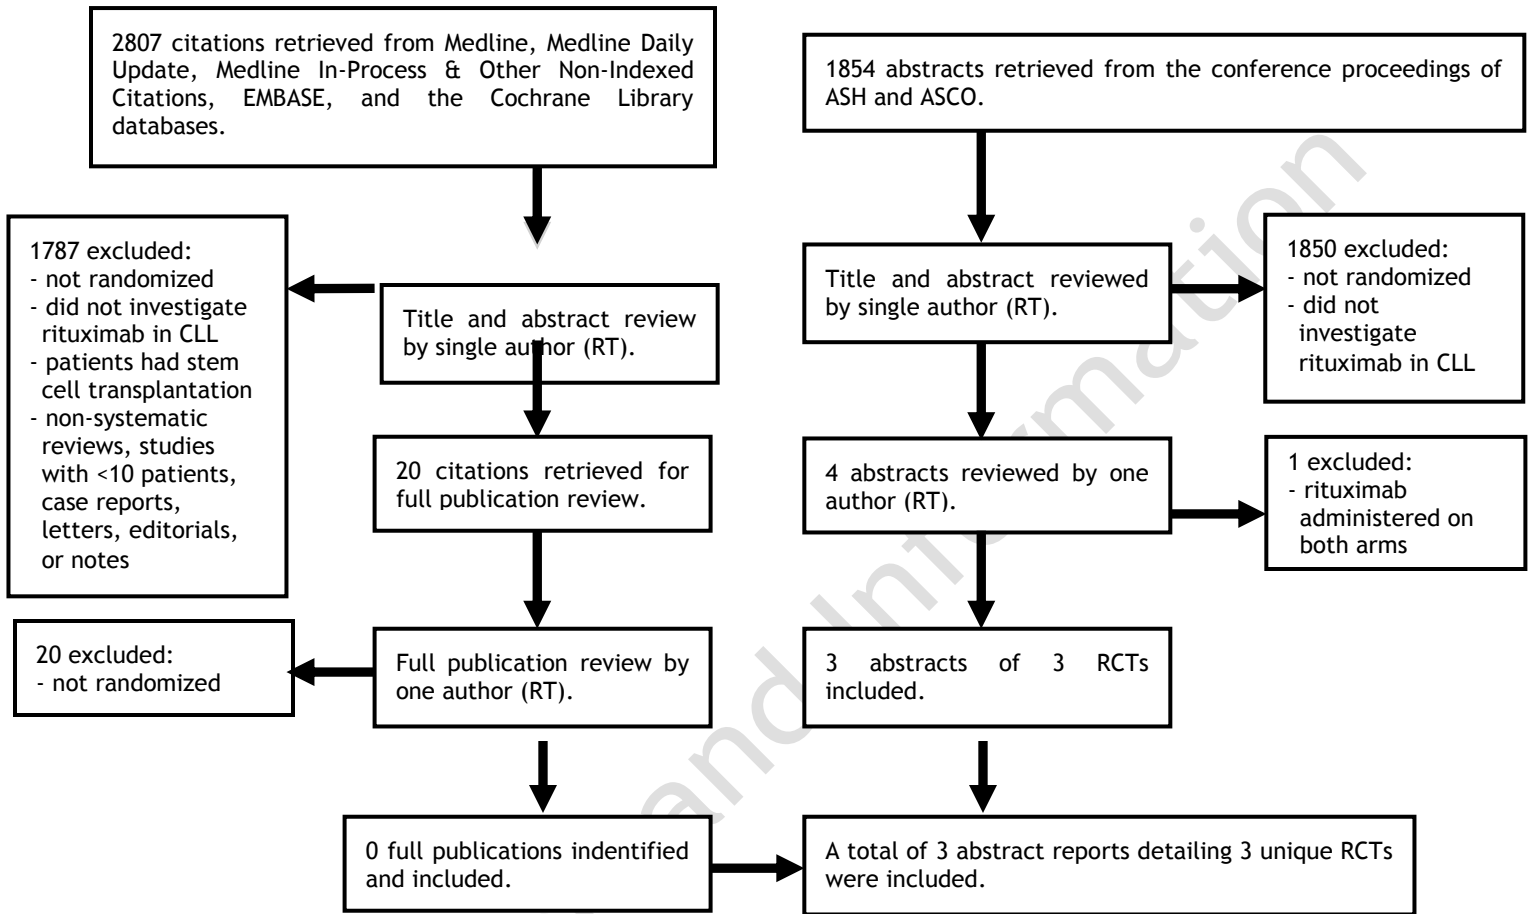 2807 citations retrieved from Medline, Medline Daily
Update, Medline In-Process & Other Non-Indexed
Citations, EMBASE, and the Cochrane Library
databases.
1854 abstracts retrieved from the conference proceedings of
ASH and ASCO.
1787 excluded:
- not randomized
- did not investigate
rituximab in CLL
- patients had stem
cell transplantation
- non-systematic
reviews, studies
with <10 patients,
case reports,
letters, editorials,
or notes
Title and abstract review
by single author (RT).
Title and abstract reviewed
by single author (RT).
1850 excluded:
- not randomized
- did not
investigate
rituximab in CLL
20 citations retrieved for
full publication review.
4 abstracts reviewed by one
author (RT).
1 excluded:
- rituximab
administered on
both arms
20 excluded:
- not randomized
Full publication review by
one author (RT).
3 abstracts of 3 RCTs
included.
0 full publications indentified
and included.
A total of 3 abstract reports detailing 3 unique RCTs
were included.
and Information